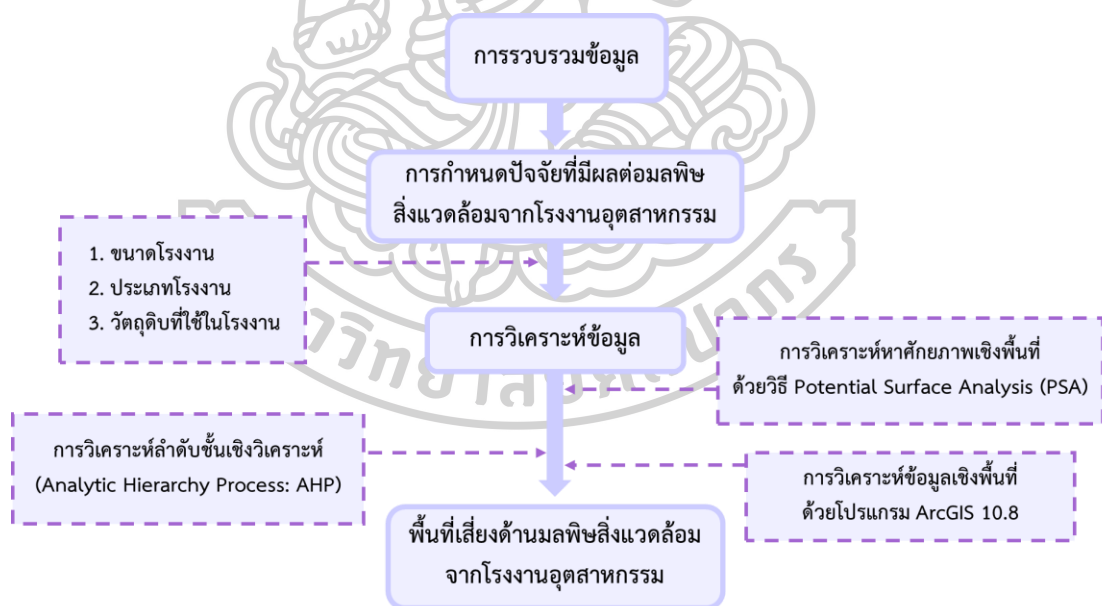 การรวบรวมข้อมูล
การกำหนดปัจจัยที่มีผลต่อมลพิษ
สิ่งแวดล้อมจากโรงงานอุตสาหกรรม
1. ขนาดโรงงาน
2. ประเภทโรงงาน
3. วัตถุดิบที่ใช้ในโรงงาน
การวิเคราะห์ข้อมูล
การวิเคราะห์หาศักยภาพเชิงพื้นที่
ด้วยวิธี Potential Surface Analysis (PSA)
การวิเคราะห์ลำดับชั้นเชิงวิเคราะห์
(Analytic Hierarchy Process: AHP)
การวิเคราะห์ข้อมูลเชิงพื้นที่
ด้วยโปรแกรม ArcGIS 10.8
พื้นที่เสี่ยงด้านมลพิษสิ่งแวดล้อม
จากโรงงานอุตสาหกรรม